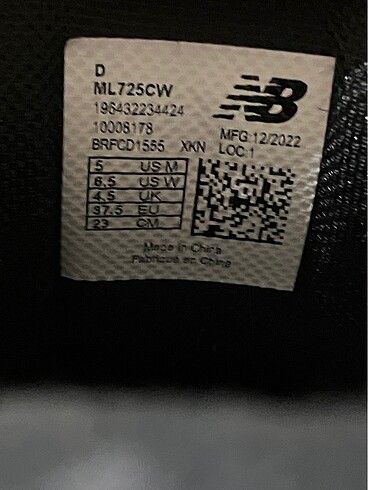 D
ML725CW
196432234424
10008178
BRFCD1555 XKN
NB
MFG:12/2022
LOC:1
5 US M
6,5 US W
4,5 UK
37,5 EU
23 CM
Made in China
Fabriqué en Chine